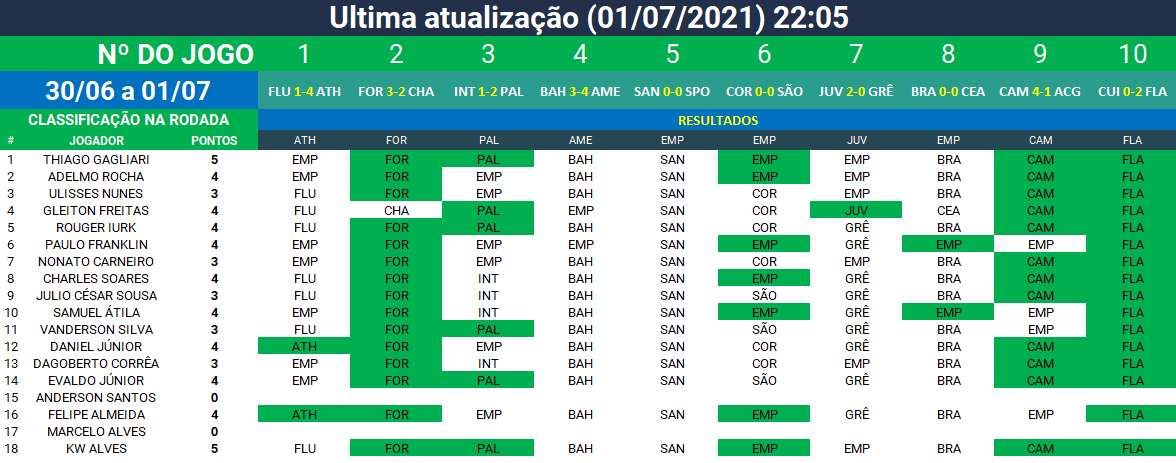 Ultima atualização (01/07/2021) 22:05
Nº DO JOGO 1 2 3 4 5 6 7 8 9 10
30/06 a 01/07 FLU 1-4 ATH FOR 3-2 CHA INT 1-2 PAL BAH 3-4 AME SAN 0-0 SPO COR 0-0 SÃO JUV 2-0 GRÊ BRA 0-0 CEA CAM 4-1 ACG CUI 0-2 FLA
CLASSIFICAÇÃO NA RODADA RESULTADOS
# JOGADOR PONTOS ATH FOR PAL AME EMP EMP JUV EMP CAM FLA
1 THIAGO GAGLIARI 5 EMP FOR PAL BAH SAN EMP EMP BRA CAM FLA
2 ADELMO ROCHA 4 EMP FOR EMP BAH SAN EMP EMP BRA CAM FLA
3 ULISSES NUNES 3 FLU FOR EMP BAH SAN COR EMP BRA CAM FLA
4 GLEITON FREITAS 4 FLU CHA PAL EMP SAN COR JUV CEA CAM FLA
5 ROUGER IURK 4 FLU FOR PAL BAH SAN COR GRÊ BRA CAM FLA
6 PAULO FRANKLIN 4 EMP FOR EMP EMP SAN EMP GRÊ EMP EMP FLA
7 NONATO CARNEIRO 3 EMP FOR EMP BAH SAN COR EMP BRA CAM FLA
8 CHARLES SOARES 4 FLU FOR INT BAH SAN EMP GRÊ BRA CAM FLA
9 JULIO CÉSAR SOUSA 3 FLU FOR INT BAH SAN SÃO GRÊ BRA CAM FLA
10 SAMUEL ÁTILA 4 EMP FOR INT BAH SAN EMP GRÊ EMP EMP FLA
11 VANDERSON SILVA 3 FLU FOR PAL BAH SAN SÃO GRÊ BRA EMP FLA
12 DANIEL JÚNIOR 4 ATH FOR EMP BAH SAN COR GRÊ BRA CAM FLA
13 DAGOBERTO CORRÊA 3 EMP FOR INT BAH SAN COR EMP BRA CAM FLA
14 EVALDO JÚNIOR 4 EMP FOR PAL BAH SAN SÃO GRÊ BRA CAM FLA
15 ANDERSON SANTOS 0
16 FELIPE ALMEIDA 4 ATH FOR EMP BAH SAN EMP GRÊ BRA EMP FLA
17 MARCELO ALVES 0
18 KW ALVES 5 FLU FOR PAL BAH SAN EMP EMP BRA CAM FLA